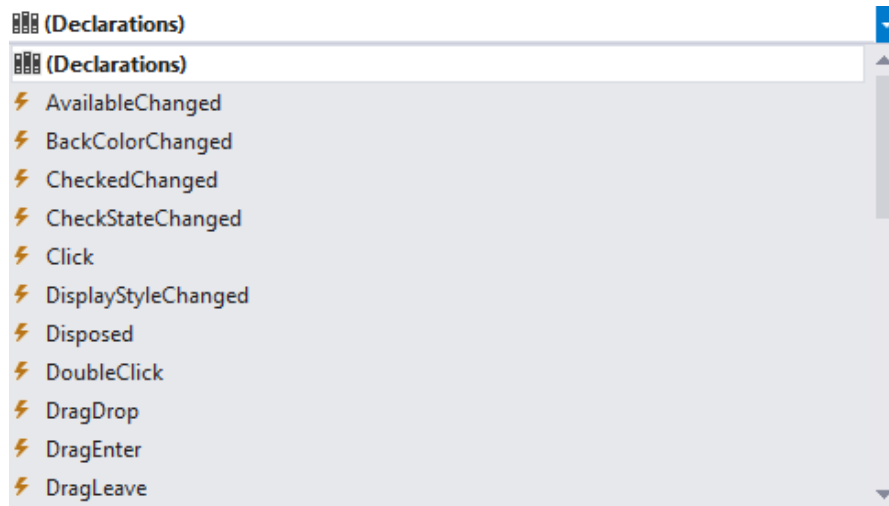 (Declarations)
(Declarations)
AvailableChanged
BackColorChanged
CheckedChanged
CheckStateChanged
Click
DisplayStyleChanged
Disposed
DoubleClick
DragDrop
DragEnter
DragLeave